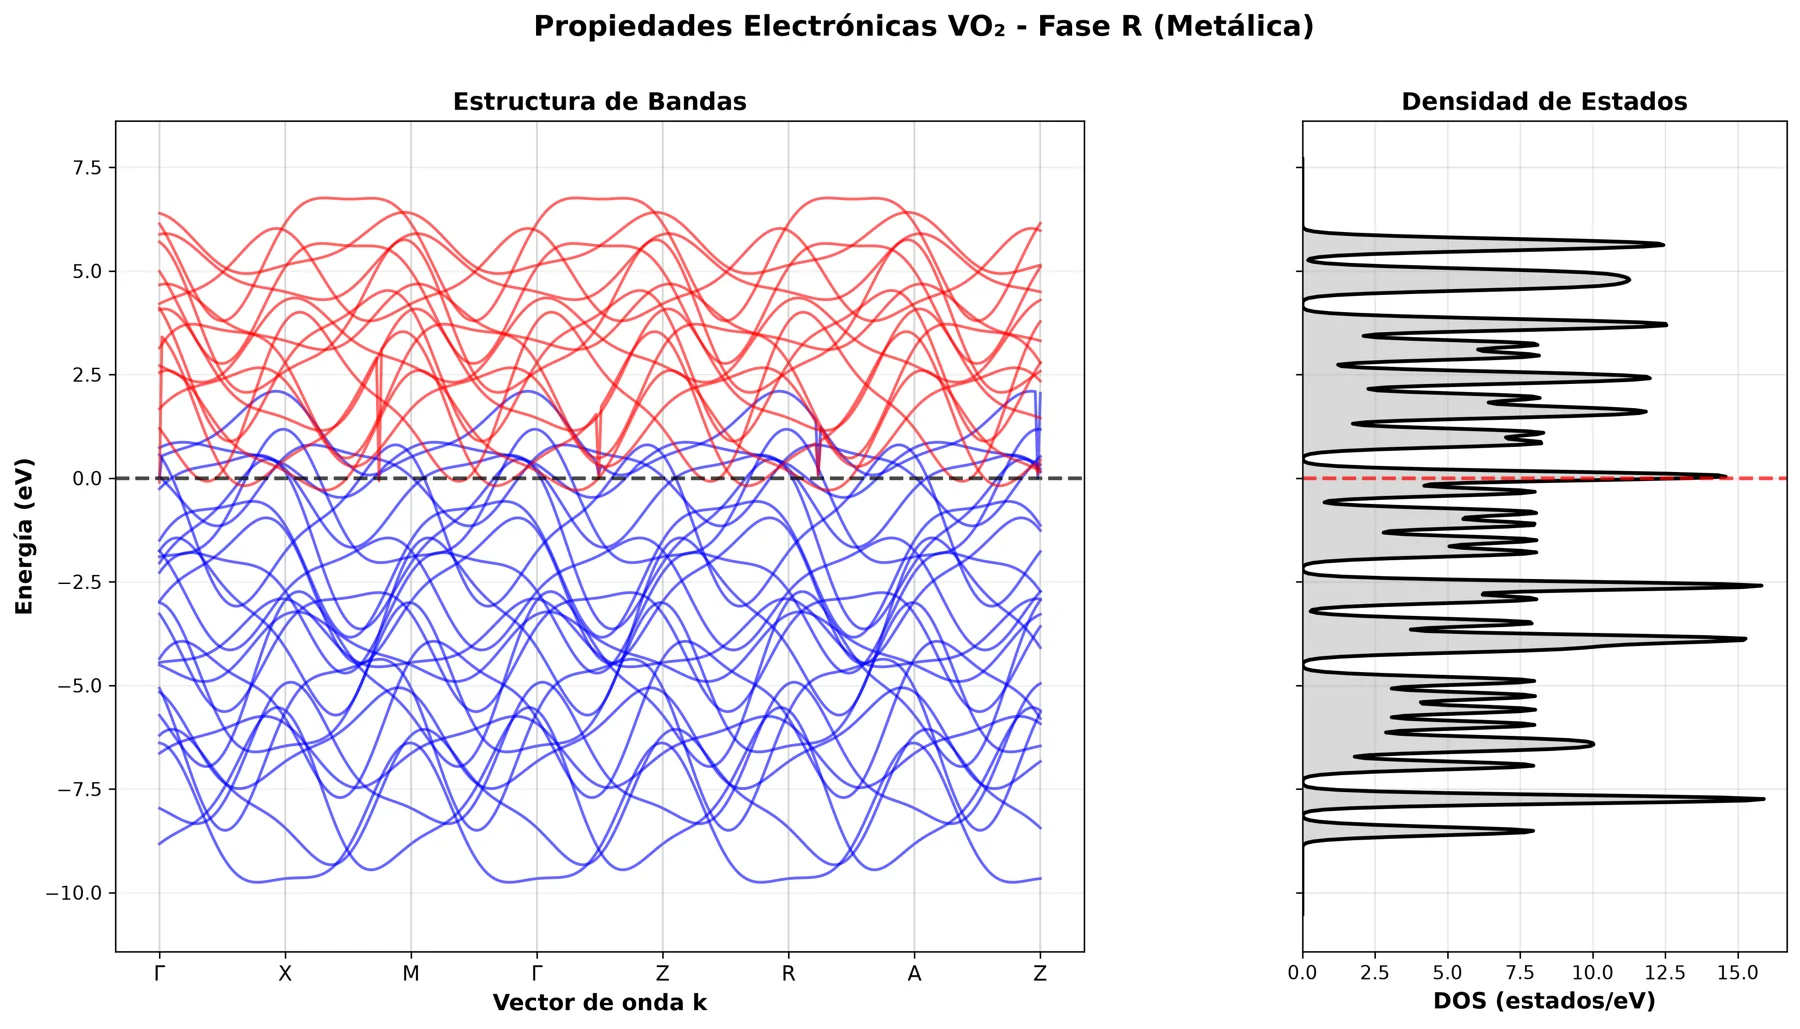 Propiedades Electrónicas VO₂ - Fase R (Metálica)
Estructura de Bandas
Densidad de Estados
7.5
5.0
2.5
0.0
−2.5
−5.0
−7.5
−10.0
Energía (eV)
Γ X M Γ Z R A Z
Vector de onda k
0.0 2.5 5.0 7.5 10.0 12.5 15.0
DOS (estados/eV)